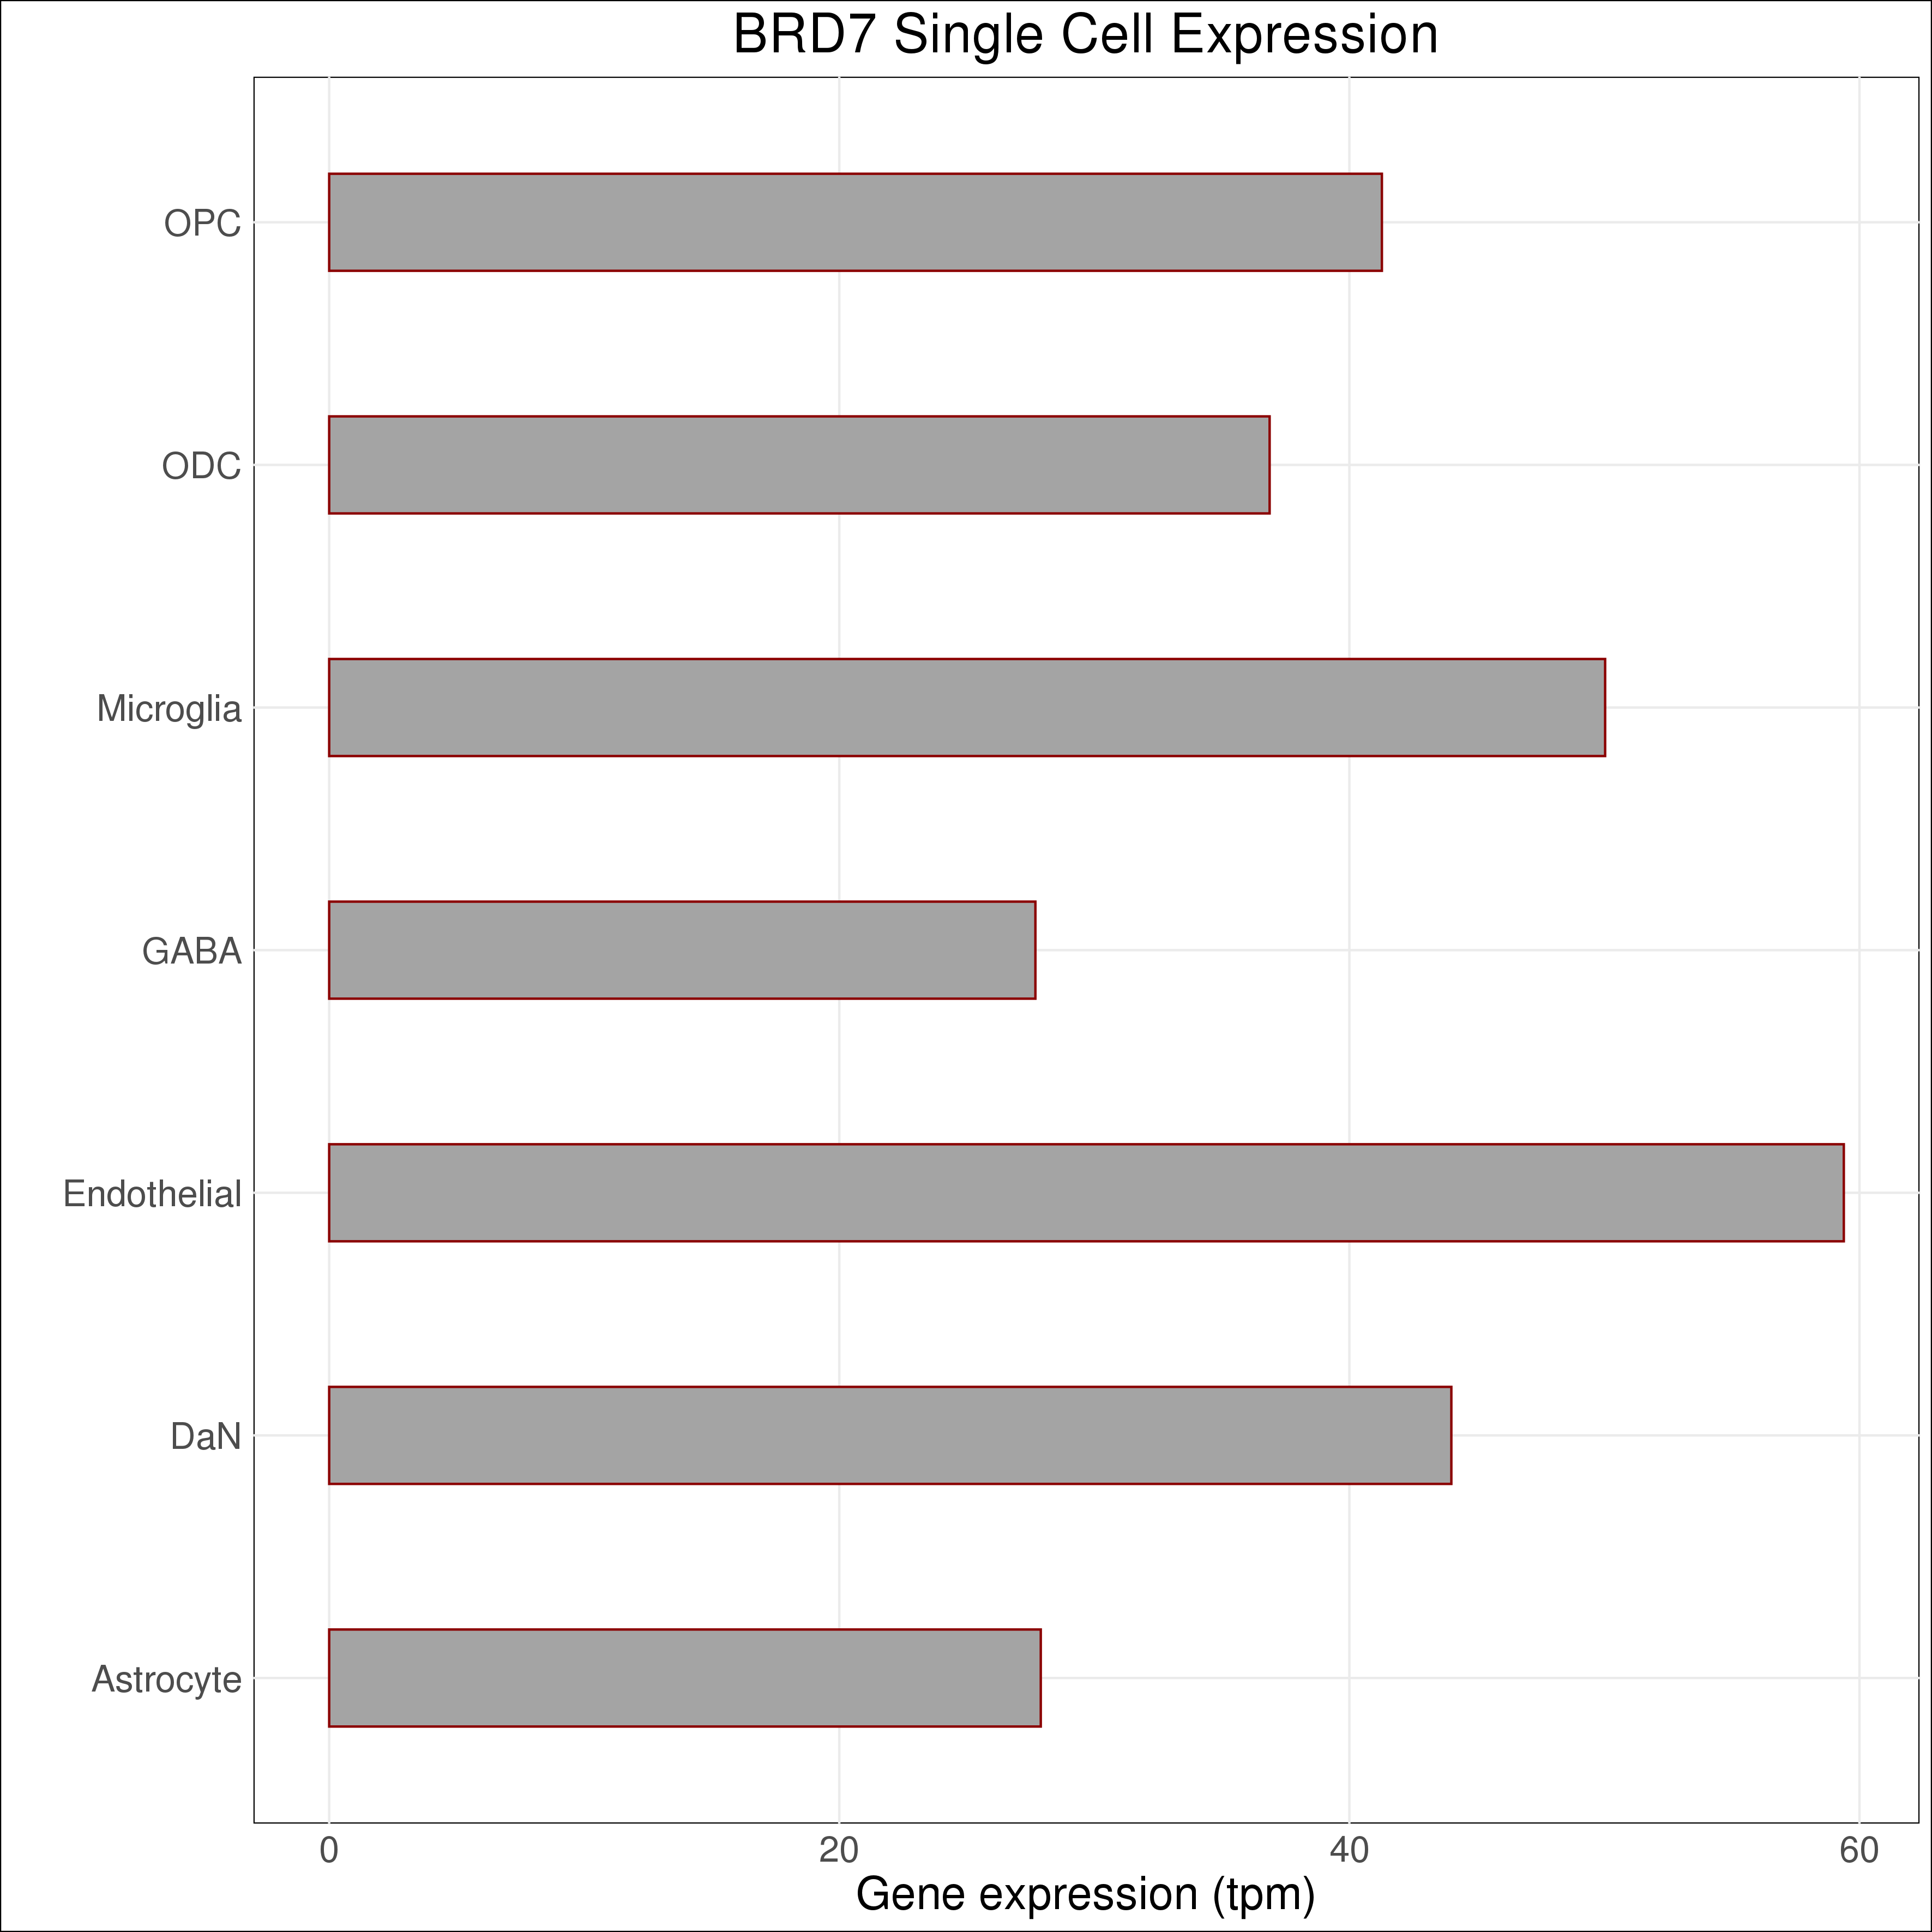 BRD7 Single Cell Expression
OPC
ODC
Microglia
GABA
Endothelial
DaN
Astrocyte
0 20 40 60
Gene expression (tpm)